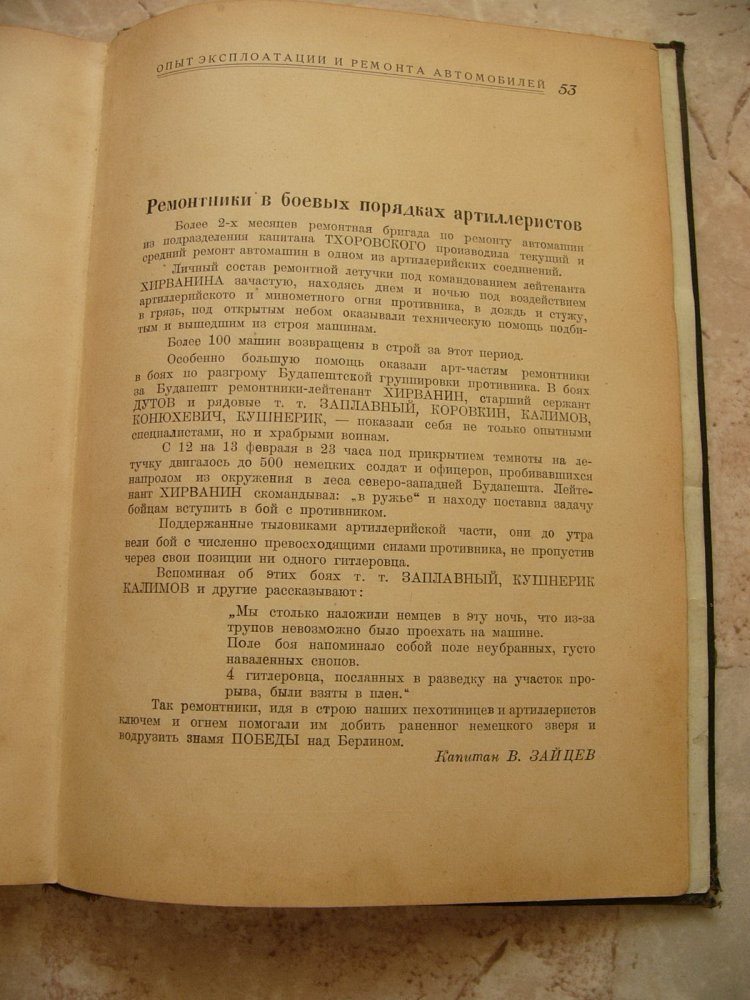 ОПЫТ ЭКСПЛОАТАЦИИ И РЕМОНТА АВТОМОБИЛЕЙ 53
Ремонтники в боевых порядках артиллеристов
Более 2-х месяцев ремонтная бригада по ремонту автомашин
из подразделения капитана ТХОРОВСКОГО производила текущий и
средний ремонт автомашин в одном из артиллерийских соединений.
Личный состав ремонтной летучки под командованием лейтенанта
ХИРВАНИНА зачастую, находясь днем и ночью под воздействием
артиллерийското и минометного огня противника, в дождь и стужу,
в грязь, под открытым небом оказывали техническую помощь подби-
тым и вышедшим из строя машинам.
Более 100 машин возвращены в строй за этот период.
Особенно большую помощь оказали арт-частям ремонтники
в боях по разгрому Будапештской группировки противника. В боях
за Будапешт ремонтники-лейтенант ХИРВАНИН, старший сержант
ДУТОВ и рядовые т. т. ЗАПЛАВНЫЙ, КОРОВКИН, КАЛИМОВ,
КОНЮХЕВИЧ, КУШНЕРИК, — показали себя не только опытными
специалистами, но и храбрыми воинам.
С 12 на 13 февраля в 23 часа под прикрытием темноты на ле-
тучку двигалось до 500 немецких солдат и офицеров, пробивавшихся
напролом из окружения в леса северо-западней Будапешта. Лейте-
нант ХИРВАНИН скомандувал: „в ружье“ и находу поставил задачу
бойцам вступить в бой с противником.
Поддержанные тыловиками артиллерийской части, они до утра
вели бой с численно превосходящими силами противника, не пропустив
через свои позиции ни одного гитлеровца.
Вспоминая об этих боях т. т. ЗАПЛАВНЫЙ, КУШНЕРИК
КАЛИМОВ и другие рассказывают:
„Мы столько наложили немцев в эту ночь, что из-за
трупов невозможно было проехать на машине.
Поле боя напоминало собой поле неубранных, густо
наваленных снопов.
4 гитлеровца, посланных в разведку на участок про-
рыва, были взяты в плен.“
Так ремонтники, идя в строю наших пехотиницев и артиллеристов
ключем и огнем помогали им добить раненног немецкого зверя и
водрузить знамя ПОБЕДЫ над Берлином.
Капитан В. ЗАЙЦЕВ